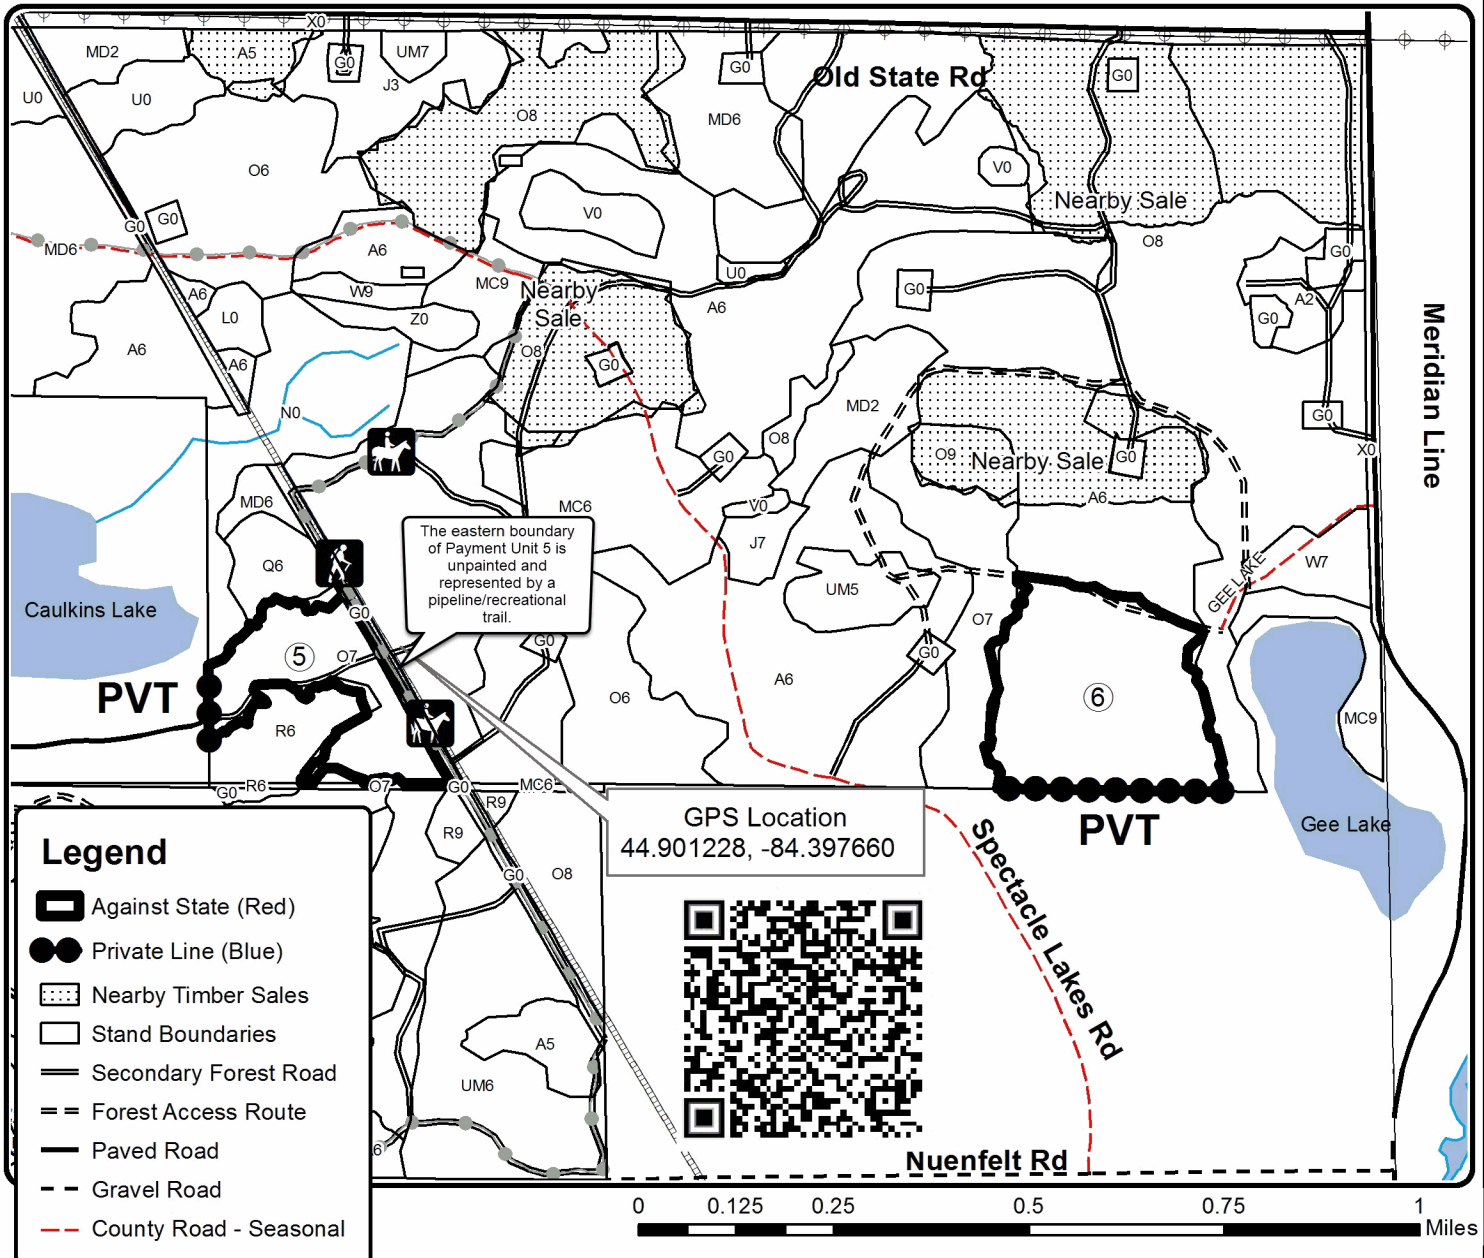 X0
MD2
A5
G0
UM7
J3
G0
Old State Rd
G0
U0
U0
O8
MD6
O6
V0
Nearby Sale
G0
G0
V0
O8
MD6
A6
G0
MC9
U0
A6
W9
Nearby
Sale
G0
A2
G0
Meridian Line
A6
L0
Z0
A6
A6
O8
G0
N0
MD2
G0
O8
O9
Nearby Sale
G0
X0
G0
MD6
MC6
V0
A6
The eastern boundary
of Payment Unit 5 is
unpainted and
represented by a
pipeline/recreational
trail.
J7
Q6
UM5
GEE LAKE
W7
Caulkins Lake
G0
O7
G0
G0
5
O7
A6
O6
6
PVT
R6
MC9
G0
R6
O7
G0
MC6
R9
R9
GPS Location
44.901228, -84.397660
PVT
Gee Lake
Spectacle Lakes Rd
G0
O8
A5
UM6
6
Nuenfelt Rd
Legend
Against State (Red)
Private Line (Blue)
Nearby Timber Sales
Stand Boundaries
Secondary Forest Road
Forest Access Route
Paved Road
Gravel Road
County Road - Seasonal
0 0.125 0.25 0.5 0.75 1
Miles